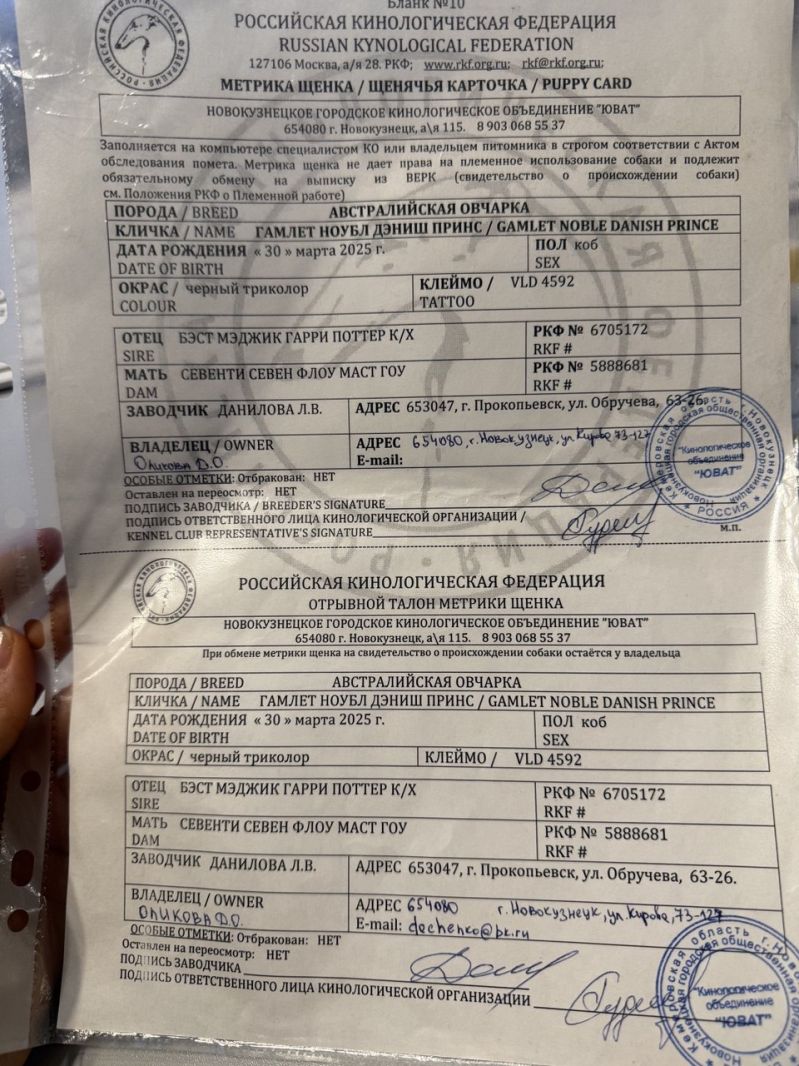 Бланк №10
РОССИЙСКАЯ КИНОЛОГИЧЕСКАЯ ФЕДЕРАЦИЯ
RUSSIAN KYNOLOGICAL FEDERATION
127106 Москва, а/я 28. РКФ; www.rkf.org.ru; rkf@rkf.org.ru;
МЕТРИКА ЩЕНКА / ЩЕНЯЧЬЯ КАРТОЧКА / PUPPY CARD
НОВОКУЗНЕЦКОЕ ГОРОДСКОЕ КИНОЛОГИЧЕСКОЕ ОБЪЕДИНЕНИЕ "ЮВАТ"
654080 г. Новокузнецк, а\я 115. 8 903 068 55 37
Заполняется на компьютере специалистом КО или владельцем питомника в строгом соответствии с Актом
обследования помета. Метрика щенка не дает права на племенное использование собаки и подлежит
обязательному обмену на выписку из ВЕРК (свидетельство о происхождении собаки)
см. Положения РКФ о Племенной работе)
ПОРОДА / BREED АВСТРАЛИЙСКАЯ ОВЧАРКА
КЛИЧКА / NAME ГАМЛЕТ НОУБЛ ДЭНИШ ПРИНС / GAMLET NOBLE DANISH PRINCE
ДАТА РОЖДЕНИЯ « 30 » марта 2025 г. ПОЛ коб
DATE OF BIRTH SEX
ОКРАС / черный триколор КЛЕЙМО / VLD 4592
COLOUR TATTOO
ОТЕЦ БЭСТ МЭДЖИК ГАРРИ ПОТТЕР К/Х РКФ № 6705172
SIRE RKF #
МАТЬ СЕВЕНТИ СЕВЕН ФЛОУ МАСТ ГОУ РКФ № 5888681
DAM RKF #
ЗАВОДЧИК ДАНИЛОВА Л.В. АДРЕС 653047, г. Прокопьевск, ул. Обручева, 63-26.
ВЛАДЕЛЕЦ / OWNER АДРЕС 654080, г. Новокузнецк, ул. Кирова 73-127
Оликова Д.О. E-mail:
ОСОБЫЕ ОТМЕТКИ: Отбракован: НЕТ
Оставлен на пересмотр: НЕТ
ПОДПИСЬ ЗАВОДЧИКА / BREEDER'S SIGNATURE
ПОДПИСЬ ОТВЕТСТВЕННОГО ЛИЦА КИНОЛОГИЧЕСКОЙ ОРГАНИЗАЦИИ /
KENNEL CLUB REPRESENTATIVE'S SIGNATURE М.П.
"Кинологическое
объединение
"ЮВАТ"
РОССИЯ
РОССИЙСКАЯ КИНОЛОГИЧЕСКАЯ ФЕДЕРАЦИЯ
ОТРЫВНОЙ ТАЛОН МЕТРИКИ ЩЕНКА
НОВОКУЗНЕЦКОЕ ГОРОДСКОЕ КИНОЛОГИЧЕСКОЕ ОБЪЕДИНЕНИЕ "ЮВАТ"
654080 г. Новокузнецк, а\я 115. 8 903 068 55 37
При обмене метрики щенка на свидетельство о происхождении собаки остаётся у владельца
ПОРОДА / BREED АВСТРАЛИЙСКАЯ ОВЧАРКА
КЛИЧКА / NAME ГАМЛЕТ НОУБЛ ДЭНИШ ПРИНС / GAMLET NOBLE DANISH PRINCE
ДАТА РОЖДЕНИЯ « 30 » марта 2025 г. ПОЛ коб
DATE OF BIRTH SEX
ОКРАС / черный триколор КЛЕЙМО / VLD 4592
ОТЕЦ БЭСТ МЭДЖИК ГАРРИ ПОТТЕР К/Х РКФ № 6705172
SIRE RKF #
МАТЬ СЕВЕНТИ СЕВЕН ФЛОУ МАСТ ГОУ РКФ № 5888681
DAM RKF #
ЗАВОДЧИК ДАНИЛОВА Л.В. АДРЕС 653047, г. Прокопьевск, ул. Обручева, 63-26.
ВЛАДЕЛЕЦ / OWNER АДРЕС 654080 г. Новокузнецк, ул. Кирова, 73-127
Оликова Д.О. E-mail: dechenko@bk.ru
ОСОБЫЕ ОТМЕТКИ: Отбракован: НЕТ
Оставлен на пересмотр: НЕТ
ПОДПИСЬ ЗАВОДЧИКА
ПОДПИСЬ ОТВЕТСТВЕННОГО ЛИЦА КИНОЛОГИЧЕСКОЙ ОРГАНИЗАЦИИ
"Кинологическое
объединение
"ЮВАТ"